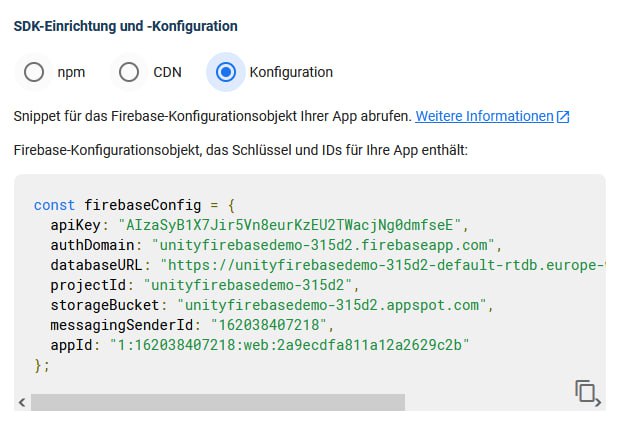 SDK-Einrichtung und -Konfiguration
npm CDN Konfiguration
Snippet für das Firebase-Konfigurationsobjekt Ihrer App abrufen. Weitere Informationen
Firebase-Konfigurationsobjekt, das Schlüssel und IDs für Ihre App enthält:
const firebaseConfig = {
apiKey: "AIzaSyB1X7Jir5Vn8eurKzEU2TWacjNg0dmfseE",
authDomain: "unityfirebasedemo-315d2.firebaseapp.com",
databaseURL: "https://unityfirebasedemo-315d2-default-rtdb.europe-
projectId: "unityfirebasedemo-315d2",
storageBucket: "unityfirebasedemo-315d2.appspot.com",
messagingSenderId: "162038407218",
appId: "1:162038407218:web:2a9ecdfa811a12a2629c2b"
};